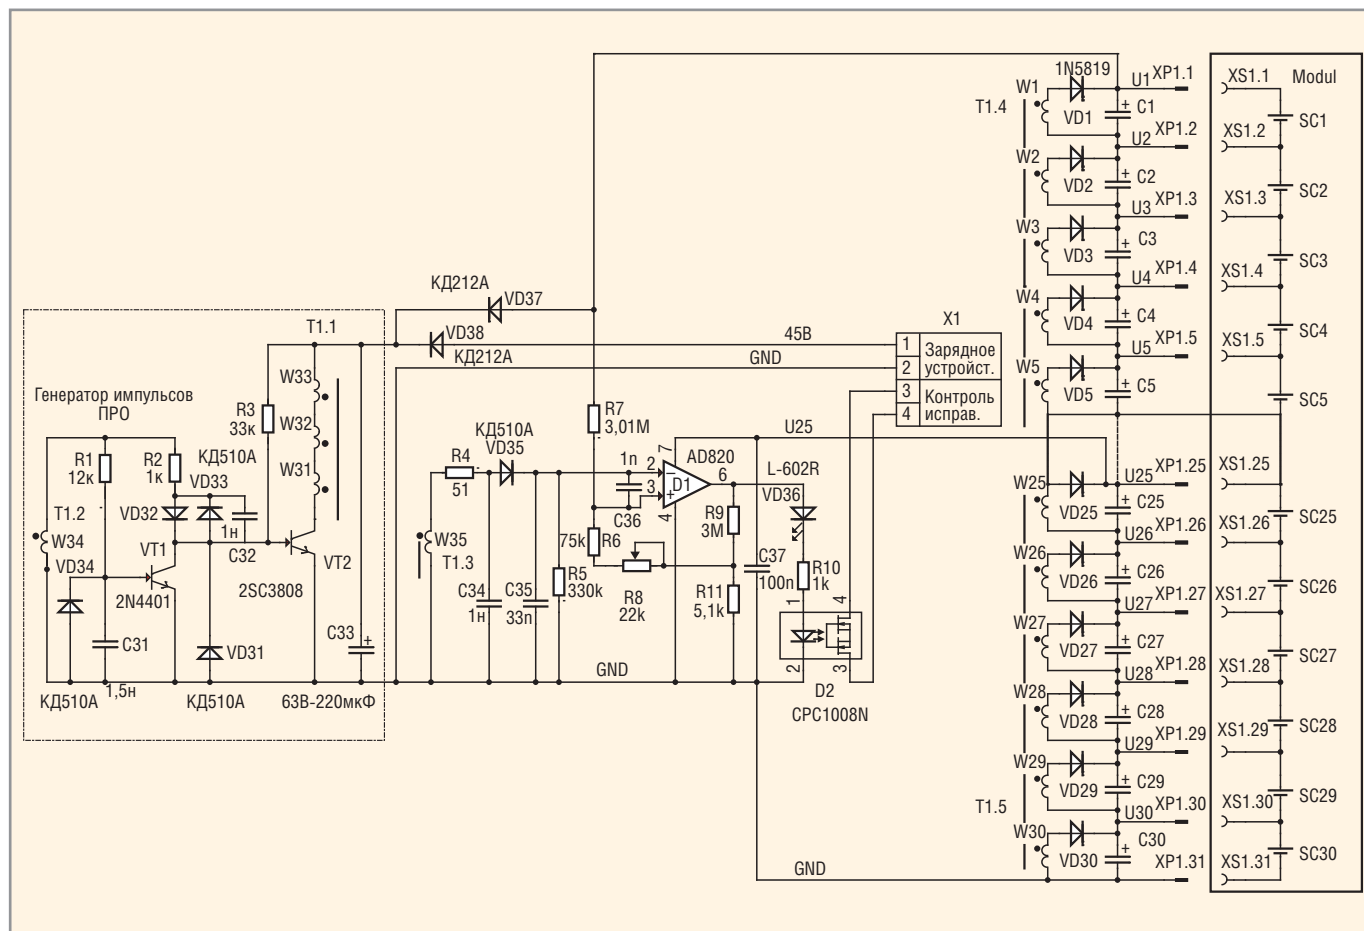 1N5819
U1
XP1.1
XS1.1
Modul
W1
T1.4
VD1
+
C1
SC1
XP1.2
U2
XS1.2
W2
VD2
+
C2
SC2
U3
XP1.3
XS1.3
W3
VD3
+
C3
SC3
U4
XP1.4
XS1.4
W4
VD4
+
C4
SC4
U5
XP1.5
XS1.5
W5
VD5
+
C5
SC5
КД212А
VD37
VD38
КД212А
45В
GND
X1
1
2
3
4
Зарядное
устройст.
Контроль
исправ.
T1.1
Генератор импульсов
ПРО
W33
W32
W31
R3
33к
КД510А
VD33
R1
12к
R2
1к
T1.2
W34
VD34
VD32
1н
C32
VT1
2N4401
2SC3808
VT2
C31
1,5н
VD31
C33
+
КД510А
КД510А
63В-220мкФ
R7
3,01M
КД510А
VD35
R4
51
1n
2
3
7
4
6
−
+
AD820
D1
C36
U25
L-602R
VD36
R9
3M
W35
T1.3
75k
R6
C34
1н
C35
33n
R5
330k
R8
22k
R11
5,1k
C37
100n
R10
1k
1
2
4
3
GND
D2
CPC1008N
W25
VD25
U25
XP1.25
XS1.25
+
C25
SC25
U26
XP1.26
XS1.26
W26
VD26
+
C26
SC26
U27
XP1.27
XS1.27
W27
VD27
+
C27
SC27
U28
XP1.28
XS1.28
W28
VD28
+
C28
SC28
U29
XP1.29
XS1.29
W29
VD29
+
C29
SC29
T1.5
U30
XP1.30
XS1.30
W30
VD30
+
C30
SC30
GND
XP1.31
XS1.31